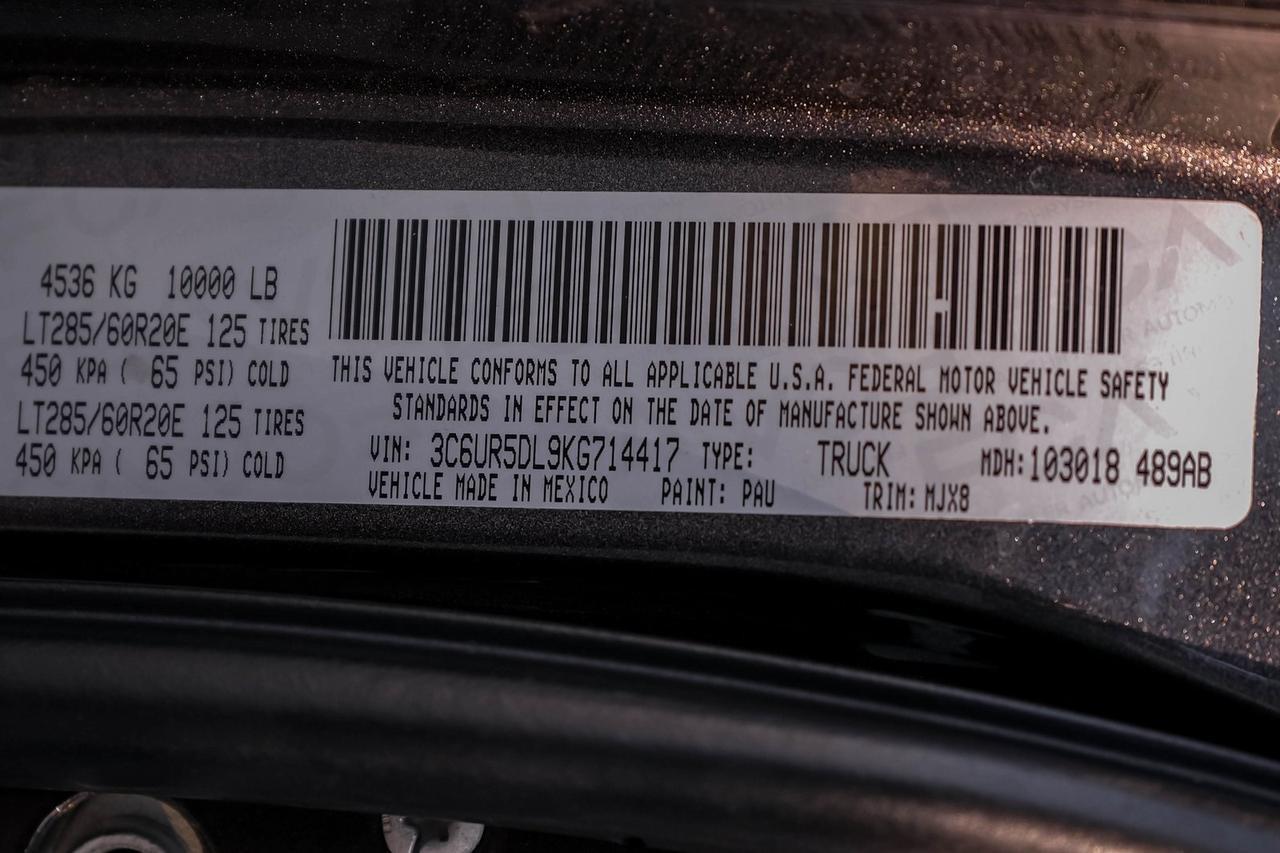 4536 KG 10000 LB
LT285/60R20E 125 TIRES
450 KPA ( 65 PSI) COLD
LT285/60R20E 125 TIRES
450 KPA ( 65 PSI) COLD
THIS VEHICLE CONFORMS TO ALL APPLICABLE U.S.A. FEDERAL MOTOR VEHICLE SAFETY
STANDARDS IN EFFECT ON THE DATE OF MANUFACTURE SHOWN ABOVE.
VIN: 3C6UR5DL9KG714417 TYPE: TRUCK MDH:103018 489AB
VEHICLE MADE IN MEXICO PAINT: PAU TRIM: MJX8